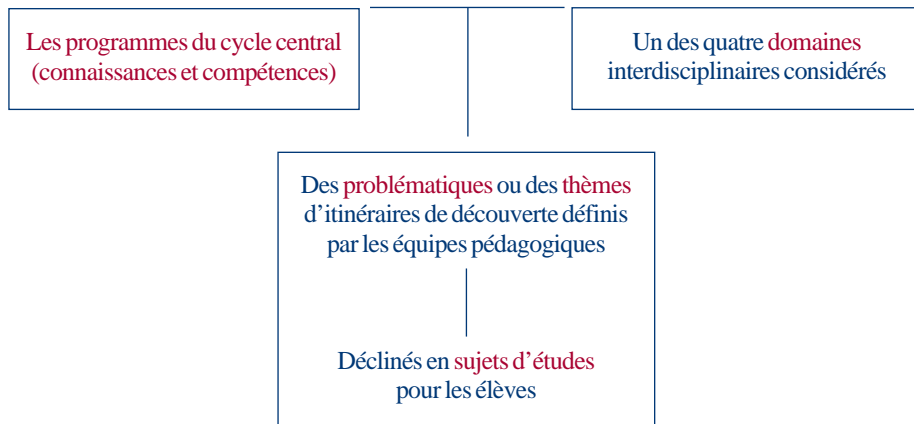 Les programmes du cycle central
(connaissances et compétences)
Un des quatre domaines
interdisciplinaires considérés
Des problématiques ou des thèmes
d’itinéraires de découverte définis
par les équipes pédagogiques
Déclinés en sujets d’études
pour les élèves